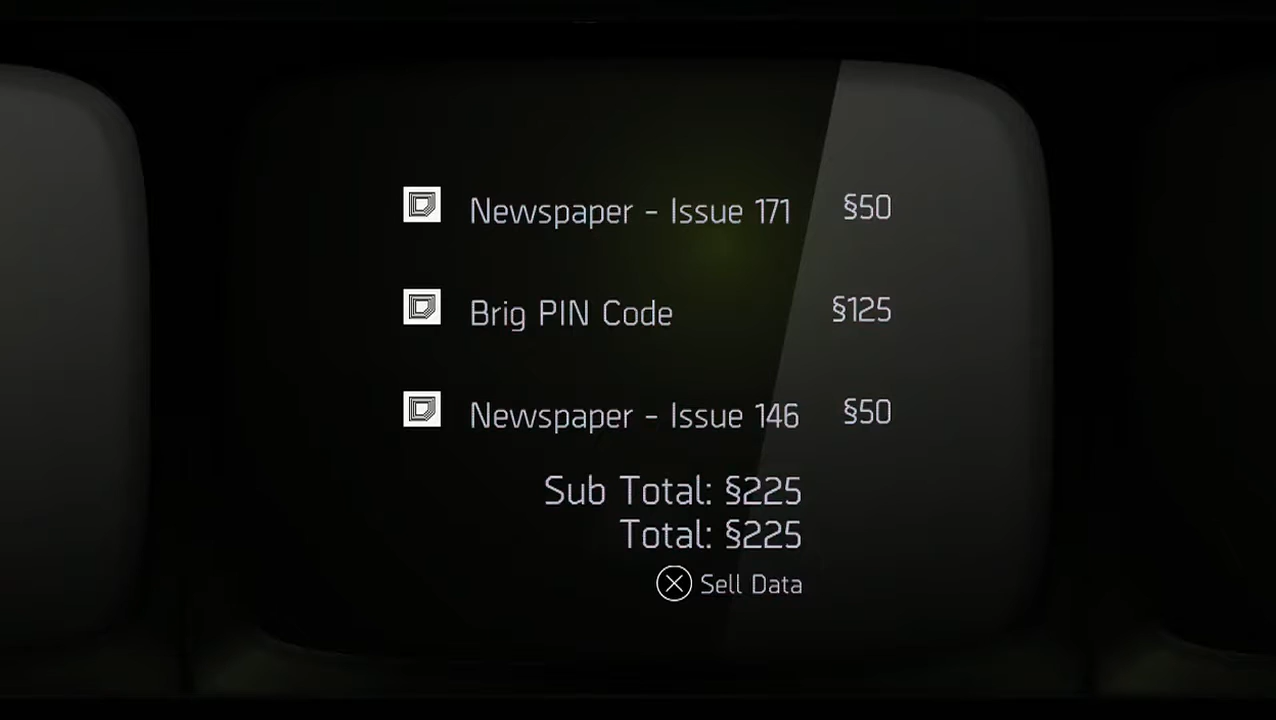 Newspaper - Issue 171 §50
Brig PIN Code §125
Newspaper - Issue 146 §50
Sub Total: §225
Total: §225
Sell Data